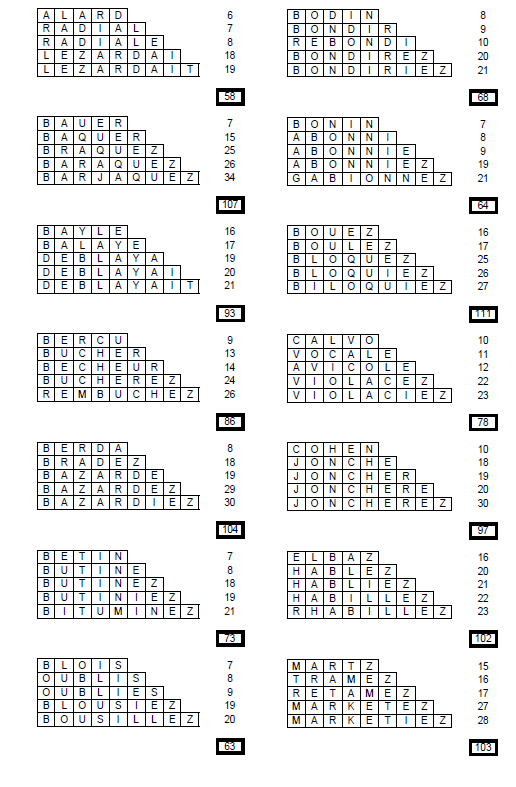 ALARD 6
RADIAL 7
RADIALE 8
LEZARDAI 18
LEZARDAIT 19
58
BAUER 7
BAQUER 15
BRAQUEZ 25
BARAQUEZ 26
BARJAQUEZ 34
107
BAYLE 16
BALAYE 17
DEBLAYA 19
DEBLAYAI 20
DEBLAYAIT 21
93
BERCU 9
BUCHER 13
BECHEUR 14
BUCHEREZ 24
REMBUCHEZ 26
86
BERDA 8
BRADEZ 18
BAZARDE 19
BAZARDEZ 29
BAZARDIEZ 30
104
BETIN 7
BUTINE 8
BUTINEZ 18
BUTINIEZ 19
BITUMINEZ 21
73
BLOIS 7
OUBLIS 8
OUBLIES 9
BLOUSIEZ 19
BOUSILLEZ 20
63
BODIN 8
BONDIR 9
REBONDI 10
BONDIREZ 20
BONDIRIEZ 21
68
BONIN 7
ABONNI 8
ABONNIE 9
ABONNIEZ 19
GABIONNEZ 21
64
BOUEZ 16
BOULEZ 17
BLOQUEZ 25
BLOQUIEZ 26
BILOQUIEZ 27
111
CALVO 10
VOCALE 11
AVICOLE 12
VIOLACEZ 22
VIOLACIEZ 23
78
COHEN 10
JONCHE 18
JONCHER 19
JONCHERE 20
JONCHEREZ 30
97
ELBAZ 16
HABLEZ 20
HABLIEZ 21
HABILLEZ 22
RHABILLEZ 23
102
MARTZ 15
TRAMEZ 16
RETAMEZ 17
MARKETEZ 27
MARKETIEZ 28
103